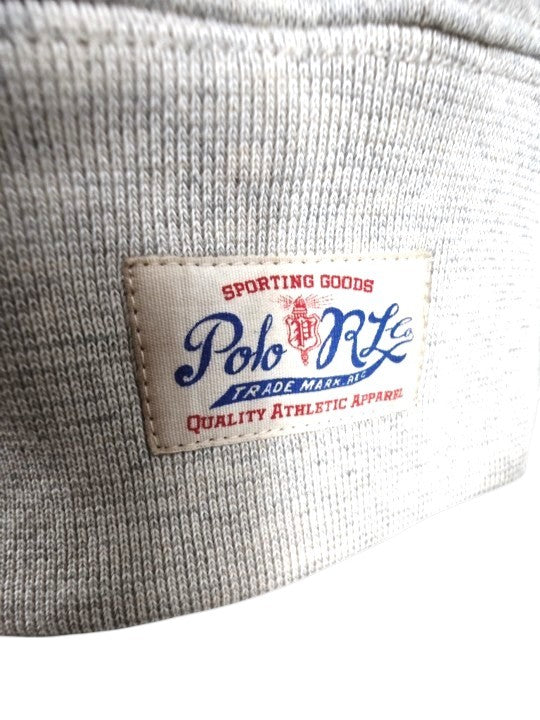 SPORTING GOODS
Polo P RL Co
TRADE MARK. REG
QUALITY ATHLETIC APPAREL